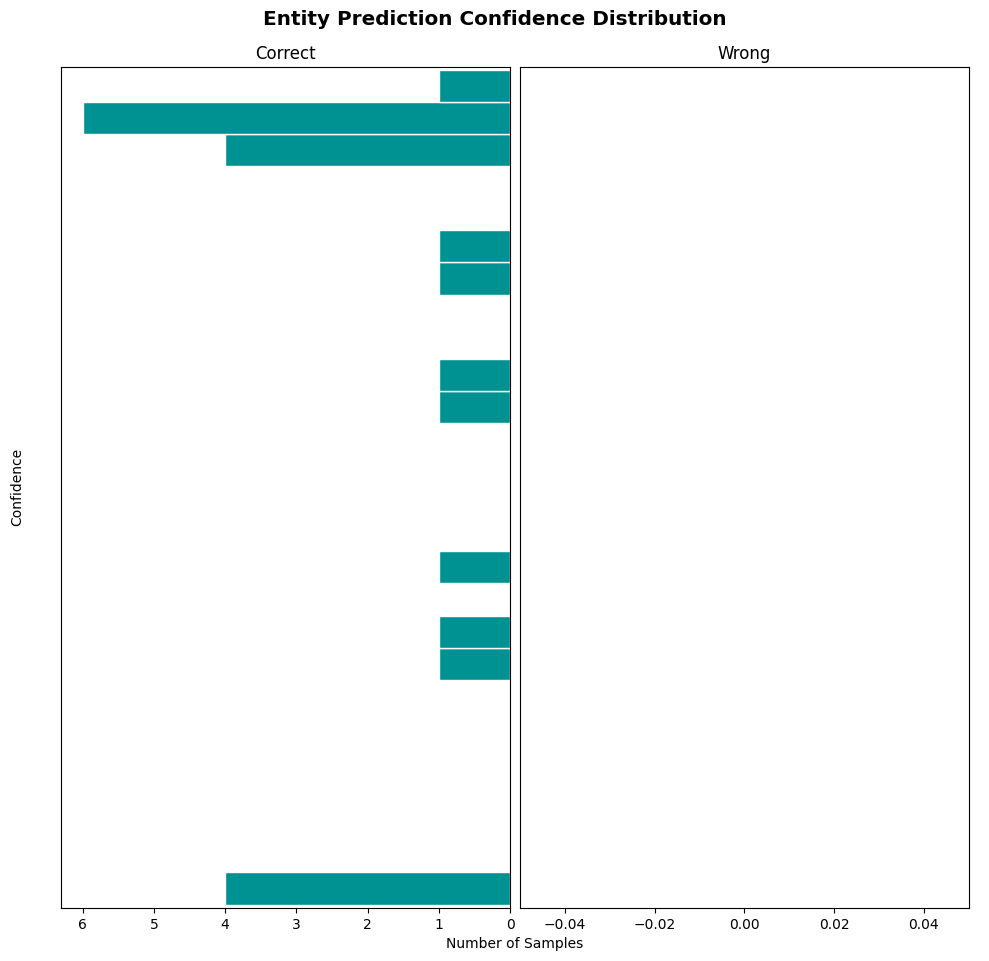 Entity Prediction Confidence Distribution
Correct
Wrong
Confidence
6 5 4 3 2 1 0
−0.04 −0.02 0.00 0.02 0.04
Number of Samples